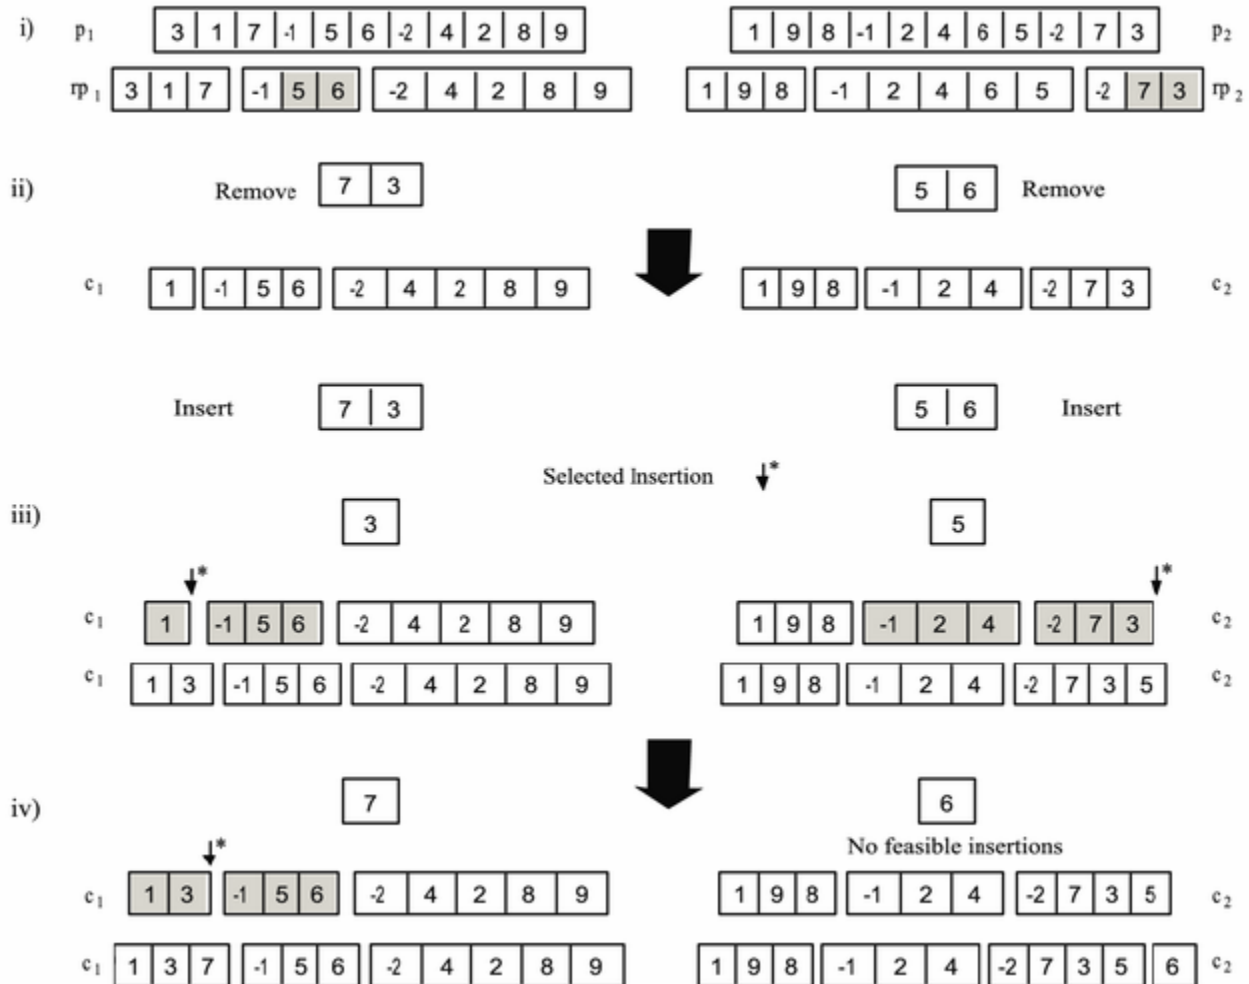 i) p1 3 1 7 -1 5 6 -2 4 2 8 9 1 9 8 -1 2 4 6 5 -2 7 3 p2
rp1 3 1 7 -1 5 6 -2 4 2 8 9 1 9 8 -1 2 4 6 5 -2 7 3 rp2
ii) Remove 7 3 5 6 Remove
c1 1 -1 5 6 -2 4 2 8 9 1 9 8 -1 2 4 -2 7 3 c2
Insert 7 3 5 6 Insert
Selected Insertion ↓*
iii) 3 5
↓* ↓*
c1 1 -1 5 6 -2 4 2 8 9 1 9 8 -1 2 4 -2 7 3 c2
c1 1 3 -1 5 6 -2 4 2 8 9 1 9 8 -1 2 4 -2 7 3 5 c2
iv) 7 6
↓* No feasible insertions
c1 1 3 -1 5 6 -2 4 2 8 9 1 9 8 -1 2 4 -2 7 3 5 c2
c1 1 3 7 -1 5 6 -2 4 2 8 9 1 9 8 -1 2 4 -2 7 3 5 6 c2